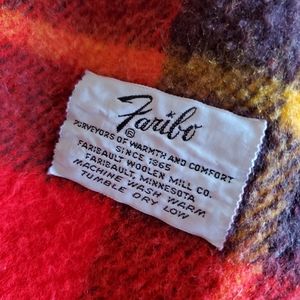 Faribo
®
PURVEYORS OF WARMTH AND COMFORT
SINCE 1865
FARIBAULT WOOLEN MILL CO.
FARIBAULT, MINNESOTA
MACHINE WASH WARM
TUMBLE DRY LOW